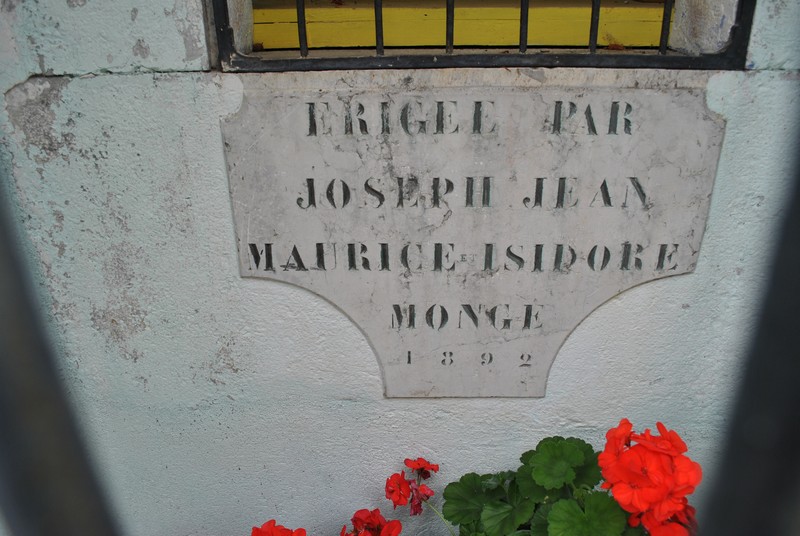 ERIGEE PAR
JOSEPH JEAN
MAURICE ISIDORE
MONGE
1892